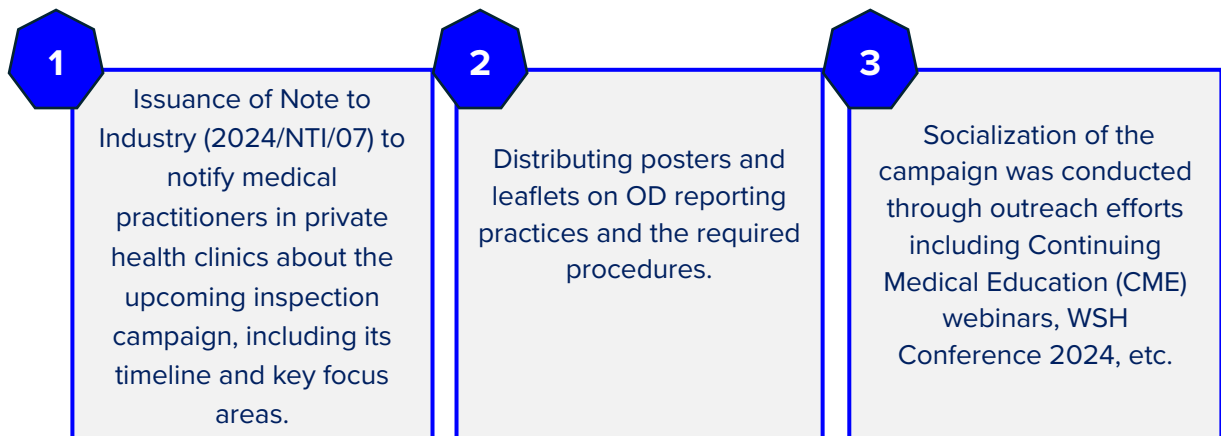 1
Issuance of Note to
Industry (2024/NTI/07) to
notify medical
practitioners in private
health clinics about the
upcoming inspection
campaign, including its
timeline and key focus
areas.
2
Distributing posters and
leaflets on OD reporting
practices and the required
procedures.
3
Socialization of the
campaign was conducted
through outreach efforts
including Continuing
Medical Education (CME)
webinars, WSH
Conference 2024, etc.